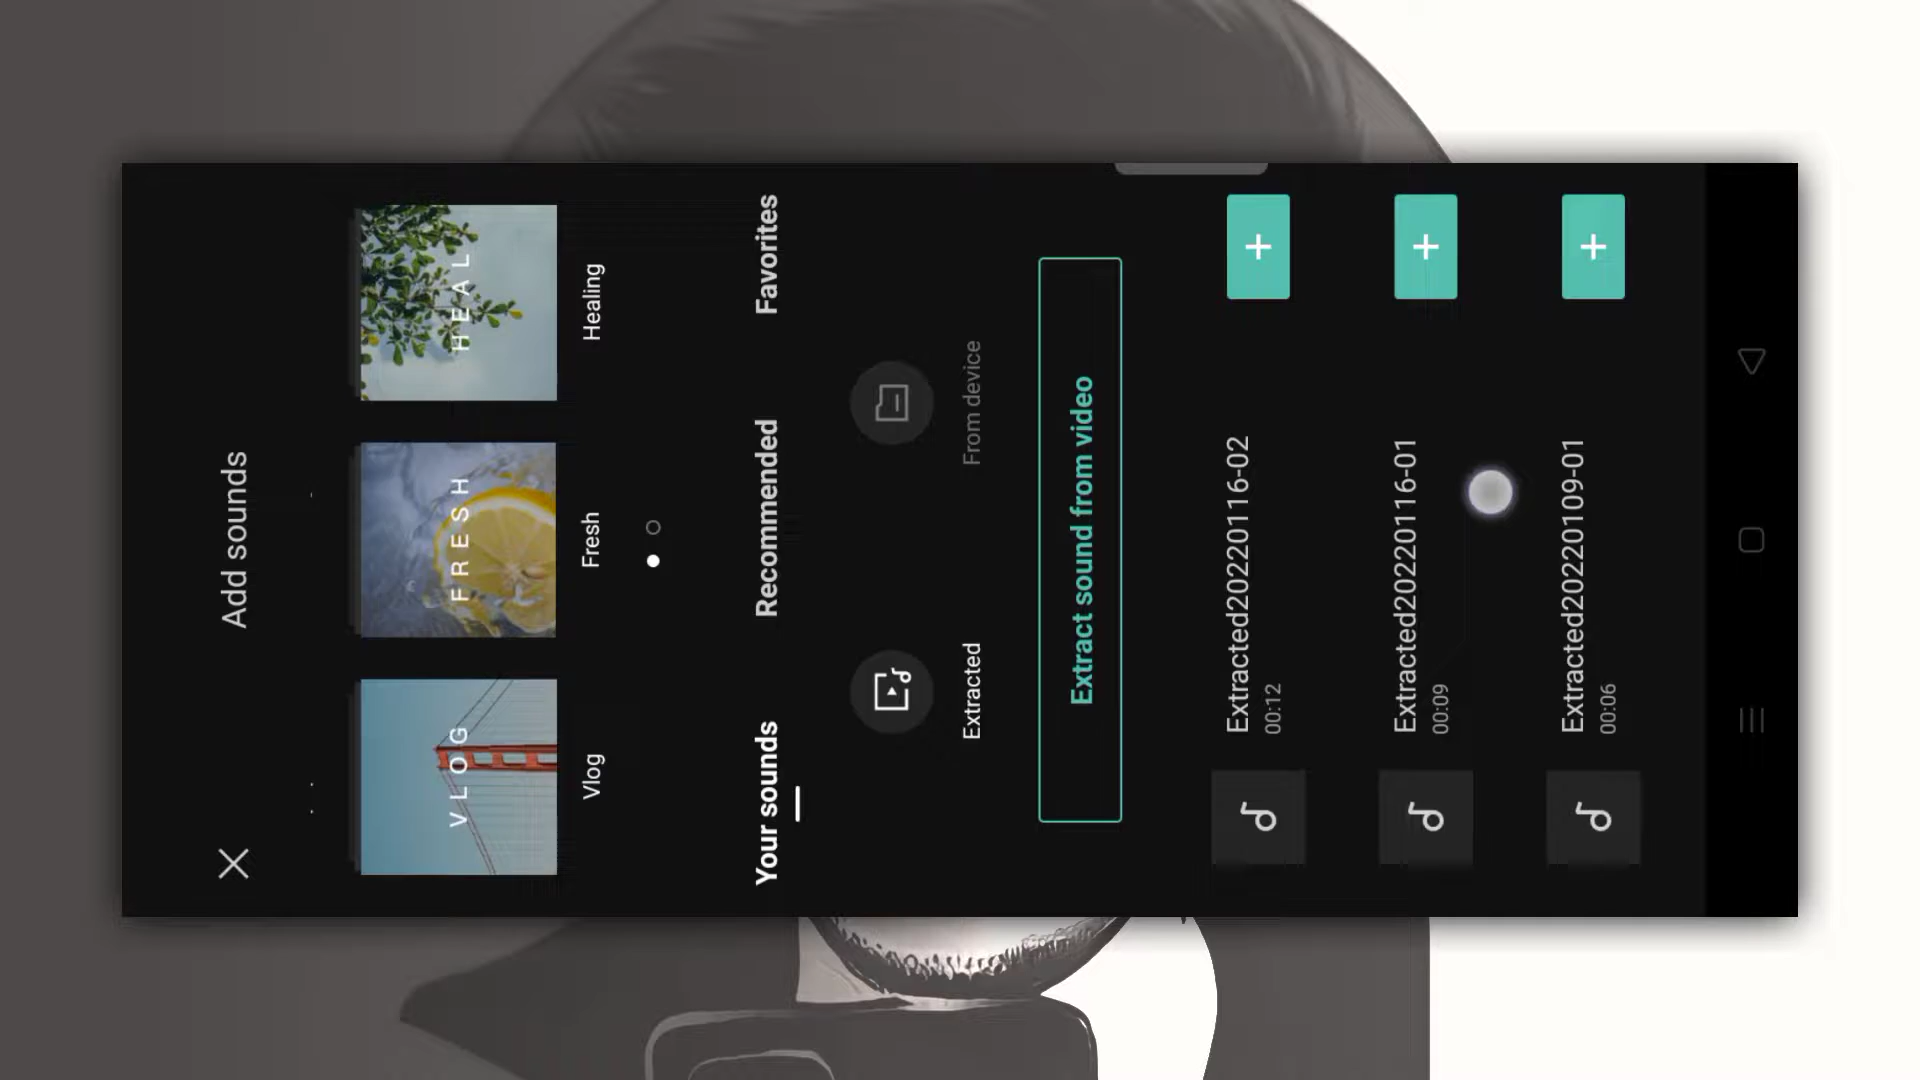 Add sounds
VLOG
FRESH
HEAL
Vlog
Fresh
Healing
Your sounds
Recommended
Favorites
Extracted
From device
Extract sound from video
Extracted20220116-02
00:12
Extracted20220116-01
00:09
Extracted20220109-01
00:06